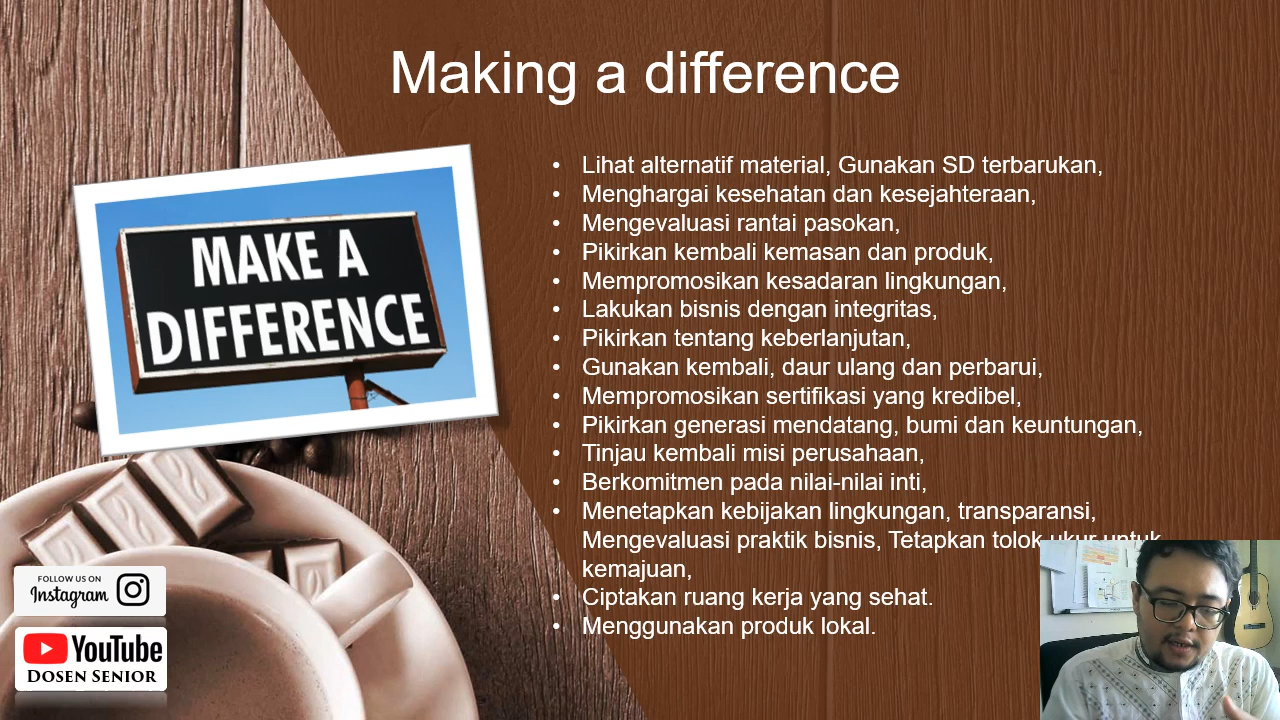 Making a difference
MAKE A
DIFFERENCE
Lihat alternatif material, Gunakan SD terbarukan,
Menghargai kesehatan dan kesejahteraan,
Mengevaluasi rantai pasokan,
Pikirkan kembali kemasan dan produk,
Mempromosikan kesadaran lingkungan,
Lakukan bisnis dengan integritas,
Pikirkan tentang keberlanjutan,
Gunakan kembali, daur ulang dan perbarui,
Mempromosikan sertifikasi yang kredibel,
Pikirkan generasi mendatang, bumi dan keuntungan,
Tinjau kembali misi perusahaan,
Berkomitmen pada nilai-nilai inti,
Menetapkan kebijakan lingkungan, transparansi,
Mengevaluasi praktik bisnis, Tetapkan tolok ukur untuk
kemajuan,
Ciptakan ruang kerja yang sehat.
Menggunakan produk lokal.
FOLLOW US ON
Instagram
YouTube
DOSEN SENIOR